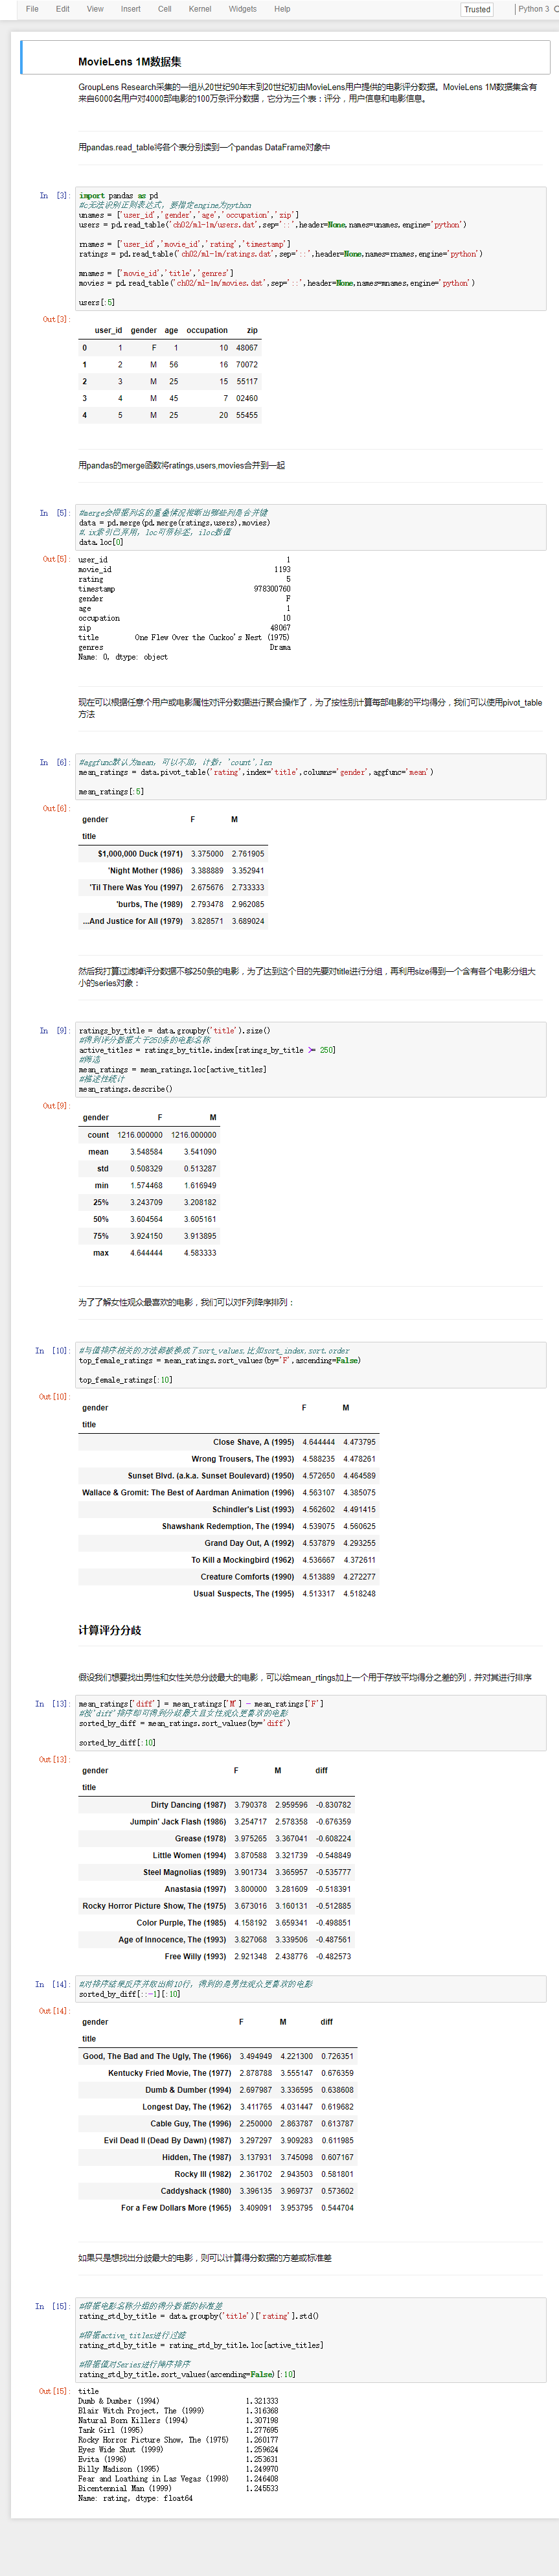 File Edit View Insert Cell Kernel Widgets Help Trusted Python 3
MovieLens 1M数据集
GroupLens Research采集的一组从20世纪90年末到20世纪初由MovieLens用户提供的电影评分数据。MovieLens 1M数据集含有
来自6000名用户对4000部电影的100万条评分数据，它分为三个表：评分，用户信息和电影信息。
用pandas.read_table将各个表分别读到一个pandas DataFrame对象中
In [3]: import pandas as pd
#c无法识别正则表达式，要指定engine为python
unames = ['user_id','gender','age','occupation','zip']
users = pd.read_table('ch02/ml-1m/users.dat',sep='::',header=None,names=unames,engine='python')
rnames = ['user_id','movie_id','rating','timestamp']
ratings = pd.read_table('ch02/ml-1m/ratings.dat',sep='::',header=None,names=rnames,engine='python')
mnames = ['movie_id','title','genres']
movies = pd.read_table('ch02/ml-1m/movies.dat',sep='::',header=None,names=mnames,engine='python')
users[:5]
Out[3]:
user_id gender age occupation zip
0 1 F 1 10 48067
1 2 M 56 16 70072
2 3 M 25 15 55117
3 4 M 45 7 02460
4 5 M 25 20 55455
用pandas的merge函数将ratings,users,movies合并到一起
In [5]: #merge会根据列名的重叠情况推断出哪些列是合并键
data = pd.merge(pd.merge(ratings,users),movies)
#.ix索引已弃用，loc可带标签，iloc数值
data.loc[0]
Out[5]: user_id 1
movie_id 1193
rating 5
timestamp 978300760
gender F
age 1
occupation 10
zip 48067
title One Flew Over the Cuckoo's Nest (1975)
genres Drama
Name: 0, dtype: object
现在可以根据任意个用户或电影属性对评分数据进行聚合操作了，为了按性别计算每部电影的平均得分，我们可以使用pivot_table
方法
In [6]: #aggfunc默认为mean，可以不加，计数：'count',len
mean_ratings = data.pivot_table('rating',index='title',columns='gender',aggfunc='mean')
mean_ratings[:5]
Out[6]:
gender F M
title
$1,000,000 Duck (1971) 3.375000 2.761905
'Night Mother (1986) 3.388889 3.352941
'Til There Was You (1997) 2.675676 2.733333
'burbs, The (1989) 2.793478 2.962085
...And Justice for All (1979) 3.828571 3.689024
然后我打算过滤掉评分数据不够250条的电影，为了达到这个目的先要对title进行分组，再利用size得到一个含有各个电影分组大
小的series对象：
In [9]: ratings_by_title = data.groupby('title').size()
#得到评分数据大于250条的电影名称
active_titles = ratings_by_title.index[ratings_by_title >= 250]
#筛选
mean_ratings = mean_ratings.loc[active_titles]
#描述性统计
mean_ratings.describe()
Out[9]:
gender F M
count 1216.000000 1216.000000
mean 3.548584 3.541090
std 0.508329 0.513287
min 1.574468 1.616949
25% 3.243709 3.208182
50% 3.604564 3.605161
75% 3.924150 3.913895
max 4.644444 4.583333
为了了解女性观众最喜欢的电影，我们可以对F列降序排列：
In [10]: #与值排序相关的方法都被换成了sort_values,比如sort_index.sort.order
top_female_ratings = mean_ratings.sort_values(by='F',ascending=False)
top_female_ratings[:10]
Out[10]:
gender F M
title
Close Shave, A (1995) 4.644444 4.473795
Wrong Trousers, The (1993) 4.588235 4.478261
Sunset Blvd. (a.k.a. Sunset Boulevard) (1950) 4.572650 4.464589
Wallace & Gromit: The Best of Aardman Animation (1996) 4.563107 4.385075
Schindler's List (1993) 4.562602 4.491415
Shawshank Redemption, The (1994) 4.539075 4.560625
Grand Day Out, A (1992) 4.537879 4.293255
To Kill a Mockingbird (1962) 4.536667 4.372611
Creature Comforts (1990) 4.513889 4.272277
Usual Suspects, The (1995) 4.513317 4.518248
计算评分分歧
假设我们想要找出男性和女性关总分歧最大的电影，可以给mean_rtings加上一个用于存放平均得分之差的列，并对其进行排序
In [13]: mean_ratings['diff'] = mean_ratings['M'] - mean_ratings['F']
#按'diff'排序即可得到分歧最大且女性观众更喜欢的电影
sorted_by_diff = mean_ratings.sort_values(by='diff')
sorted_by_diff[:10]
Out[13]:
gender F M diff
title
Dirty Dancing (1987) 3.790378 2.959596 -0.830782
Jumpin' Jack Flash (1986) 3.254717 2.578358 -0.676359
Grease (1978) 3.975265 3.367041 -0.608224
Little Women (1994) 3.870588 3.321739 -0.548849
Steel Magnolias (1989) 3.901734 3.365957 -0.535777
Anastasia (1997) 3.800000 3.281609 -0.518391
Rocky Horror Picture Show, The (1975) 3.673016 3.160131 -0.512885
Color Purple, The (1985) 4.158192 3.659341 -0.498851
Age of Innocence, The (1993) 3.827068 3.339506 -0.487561
Free Willy (1993) 2.921348 2.438776 -0.482573
In [14]: #对排序结果反序并取出前10行，得到的是男性观众更喜欢的电影
sorted_by_diff[::-1][:10]
Out[14]:
gender F M diff
title
Good, The Bad and The Ugly, The (1966) 3.494949 4.221300 0.726351
Kentucky Fried Movie, The (1977) 2.878788 3.555147 0.676359
Dumb & Dumber (1994) 2.697987 3.336595 0.638608
Longest Day, The (1962) 3.411765 4.031447 0.619682
Cable Guy, The (1996) 2.250000 2.863787 0.613787
Evil Dead II (Dead By Dawn) (1987) 3.297297 3.909283 0.611985
Hidden, The (1987) 3.137931 3.745098 0.607167
Rocky III (1982) 2.361702 2.943503 0.581801
Caddyshack (1980) 3.396135 3.969737 0.573602
For a Few Dollars More (1965) 3.409091 3.953795 0.544704
如果只是想找出分歧最大的电影，则可以计算得分数据的方差或标准差
In [15]: #根据电影名称分组的得分数据的标准差
rating_std_by_title = data.groupby('title')['rating'].std()
#根据active_titles进行过滤
rating_std_by_title = rating_std_by_title.loc[active_titles]
#根据值对Series进行降序排序
rating_std_by_title.sort_values(ascending=False)[:10]
Out[15]: title
Dumb & Dumber (1994) 1.321333
Blair Witch Project, The (1999) 1.316368
Natural Born Killers (1994) 1.307198
Tank Girl (1995) 1.277695
Rocky Horror Picture Show, The (1975) 1.260177
Eyes Wide Shut (1999) 1.259624
Evita (1996) 1.253631
Billy Madison (1995) 1.249970
Fear and Loathing in Las Vegas (1998) 1.246408
Bicentennial Man (1999) 1.245533
Name: rating, dtype: float64